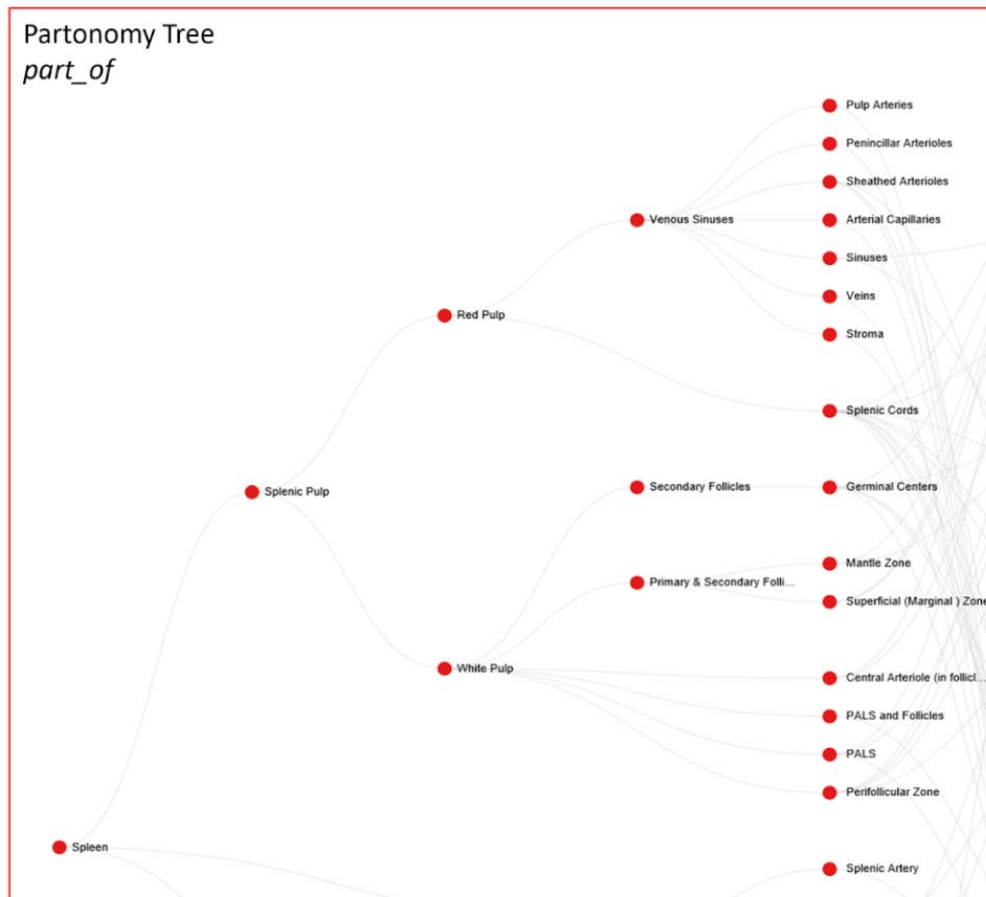 Partonomy Tree
part_of
Pulp Arteries
Penincillar Arterioles
Sheathed Arterioles
Venous Sinuses
Arterial Capillaries
Sinuses
Veins
Red Pulp
Stroma
Splenic Cords
Splenic Pulp
Secondary Follicles
Germinal Centers
Mantle Zone
Primary & Secondary Folli...
Superficial (Marginal ) Zone
White Pulp
Central Arteriole (in follicl...
PALS and Follicles
PALS
Perifollicular Zone
Spleen
Splenic Artery